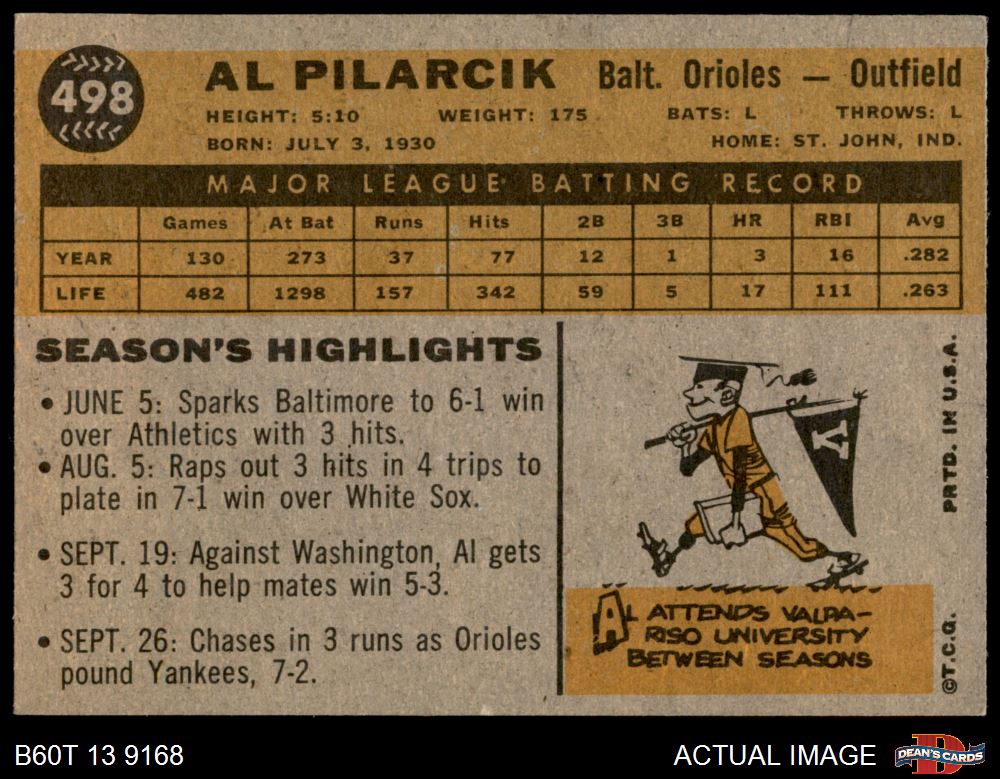 498
AL PILARCIK Balt. Orioles — Outfield
HEIGHT: 5:10 WEIGHT: 175 BATS: L THROWS: L
BORN: JULY 3, 1930 HOME: ST. JOHN, IND.
MAJOR LEAGUE BATTING RECORD
Games At Bat Runs Hits 2B 3B HR RBI Avg
YEAR 130 273 37 77 12 1 3 16 .282
LIFE 482 1298 157 342 59 5 17 111 .263
SEASON'S HIGHLIGHTS
• JUNE 5: Sparks Baltimore to 6-1 win
over Athletics with 3 hits.
• AUG. 5: Raps out 3 hits in 4 trips to
plate in 7-1 win over White Sox.
• SEPT. 19: Against Washington, Al gets
3 for 4 to help mates win 5-3.
• SEPT. 26: Chases in 3 runs as Orioles
pound Yankees, 7-2.
V
AL ATTENDS VALPA-
RISO UNIVERSITY
BETWEEN SEASONS
©T.C.G. PRTD. IN U.S.A.
B60T 13 9168 ACTUAL IMAGE DEAN'S CARDS